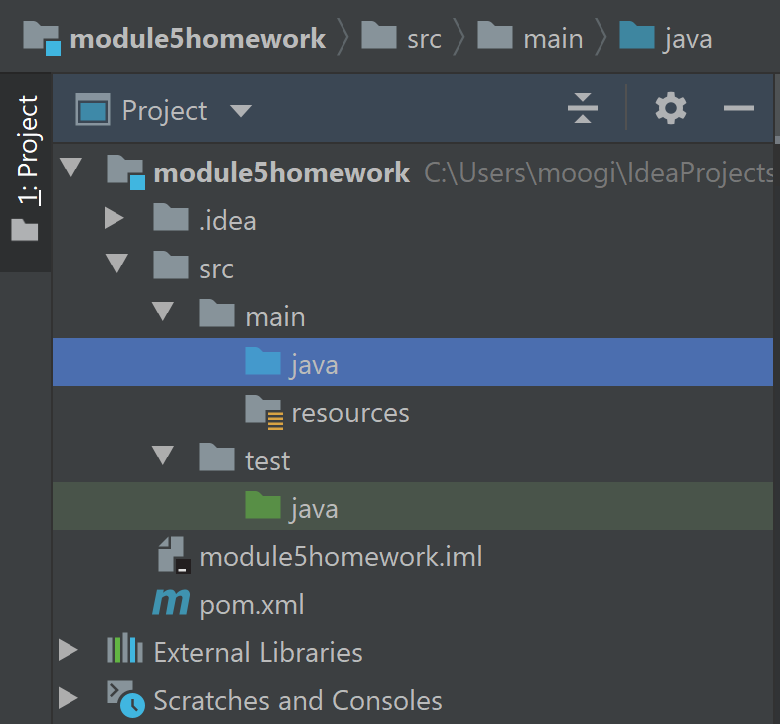 module5homework src main java
Project
1: Project
module5homework C:\Users\moogi\IdeaProjects
.idea
src
main
java
resources
test
java
module5homework.iml
pom.xml
External Libraries
Scratches and Consoles